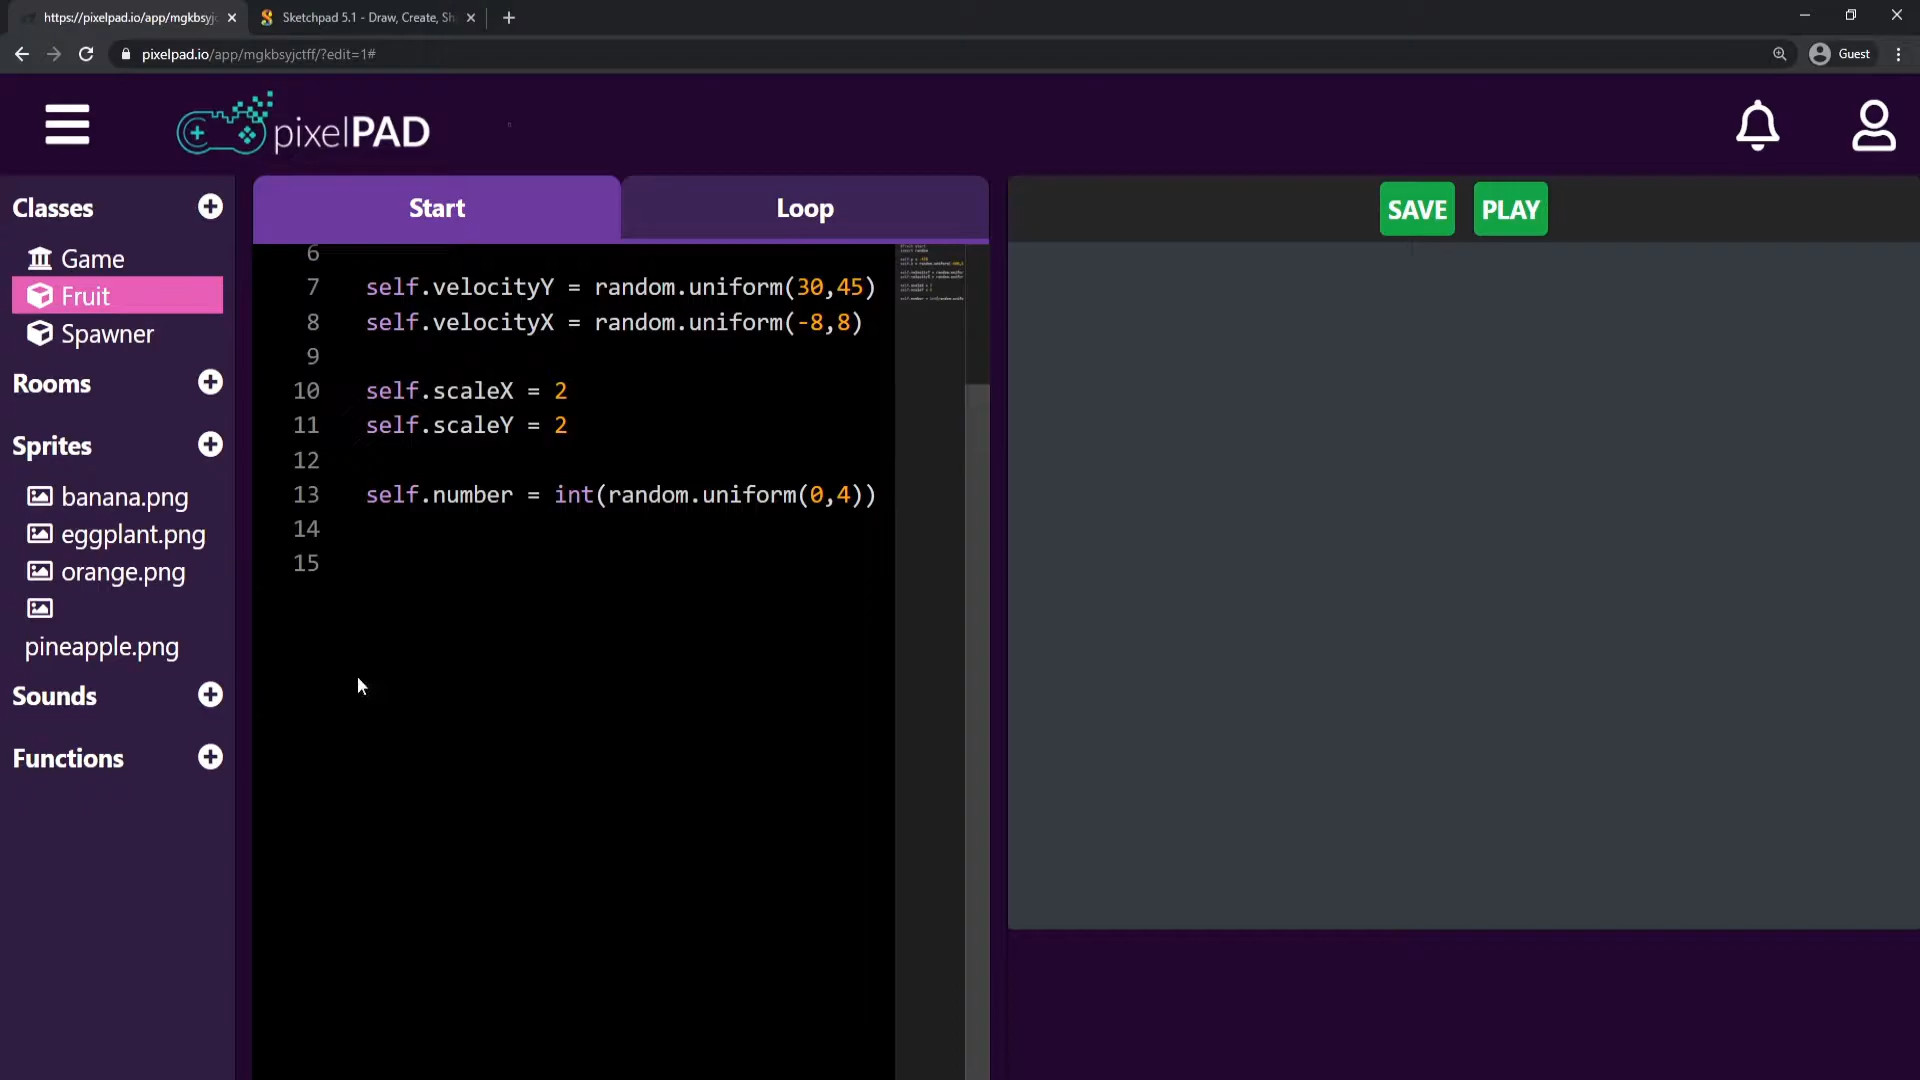 https://pixelpad.io/app/mgkbsyjc
Sketchpad 5.1 - Draw, Create, Sh
pixelpad.io/app/mgkbsyjctff/?edit=1#
Guest
pixelPAD
Classes
Game
Fruit
Spawner
Rooms
Sprites
banana.png
eggplant.png
orange.png
pineapple.png
Sounds
Functions
Start
Loop
6
7 self.velocityY = random.uniform(30,45)
8 self.velocityX = random.uniform(-8,8)
9
10 self.scaleX = 2
11 self.scaleY = 2
12
13 self.number = int(random.uniform(0,4))
14
15
SAVE
PLAY